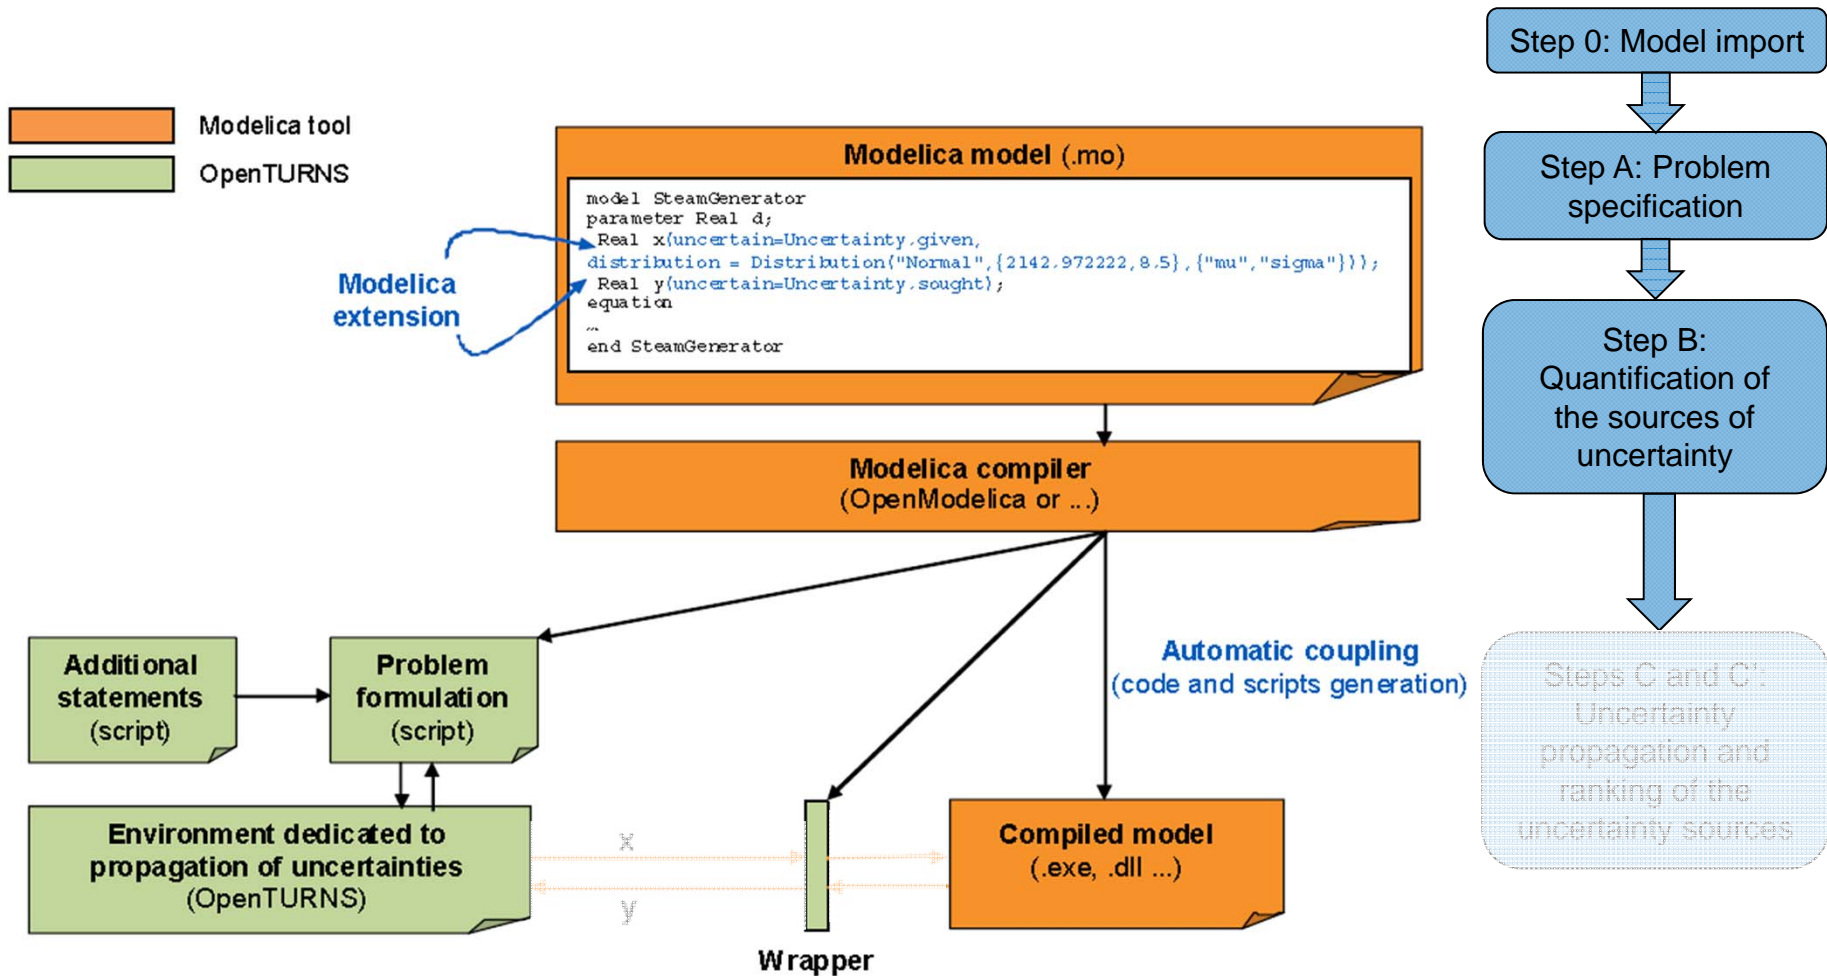 Step 0: Model import
Modelica tool
OpenTURNS
Modelica model (.mo)
model SteamGenerator
parameter Real d;
Real x(uncertain=Uncertainty.given,
distribution = Distribution("Normal",{2142.972222,8.5},{"mu","sigma"}));
Real y(uncertain=Uncertainty.sought);
equation
...
end SteamGenerator
Modelica
extension
Step A: Problem
specification
Step B:
Quantification of
the sources of
uncertainty
Modelica compiler
(OpenModelica or ...)
Automatic coupling
(code and scripts generation)
Additional
statements
(script)
Problem
formulation
(script)
Steps C and C':
Uncertainty
propagation and
ranking of the
uncertainty sources
Environment dedicated to
propagation of uncertainties
(OpenTURNS)
x
y
Compiled model
(.exe, .dll ...)
Wrapper